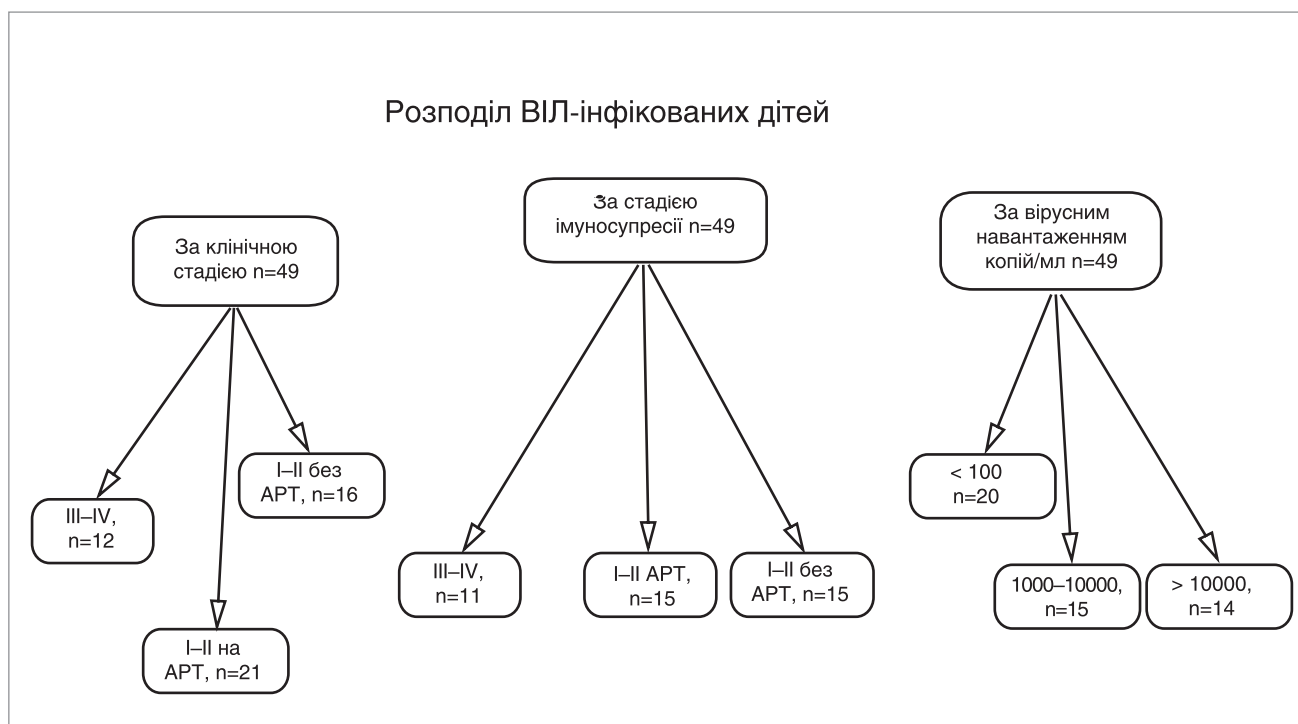 Розподіл ВІЛ-інфікованих дітей
За клінічною
стадією n=49
III–IV,
n=12
I–II на
АРТ, n=21
I–II без
АРТ, n=16
За стадією
імуносупресії n=49
III–IV,
n=11
I–II АРТ,
n=15
I–II без
АРТ, n=15
За вірусним
навантаженням
копій/мл n=49
< 100
n=20
1000–10000,
n=15
> 10000,
n=14